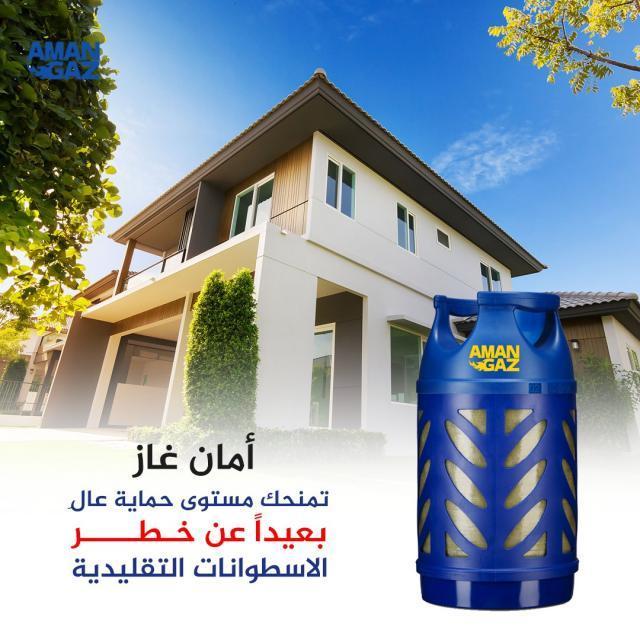 AMAN
GAZ
AMAN
GAZ
أمان غاز
تمنحك مستوى حماية عالٍ
بعيداً عن خطـــــر
الاسطوانات التقليدية